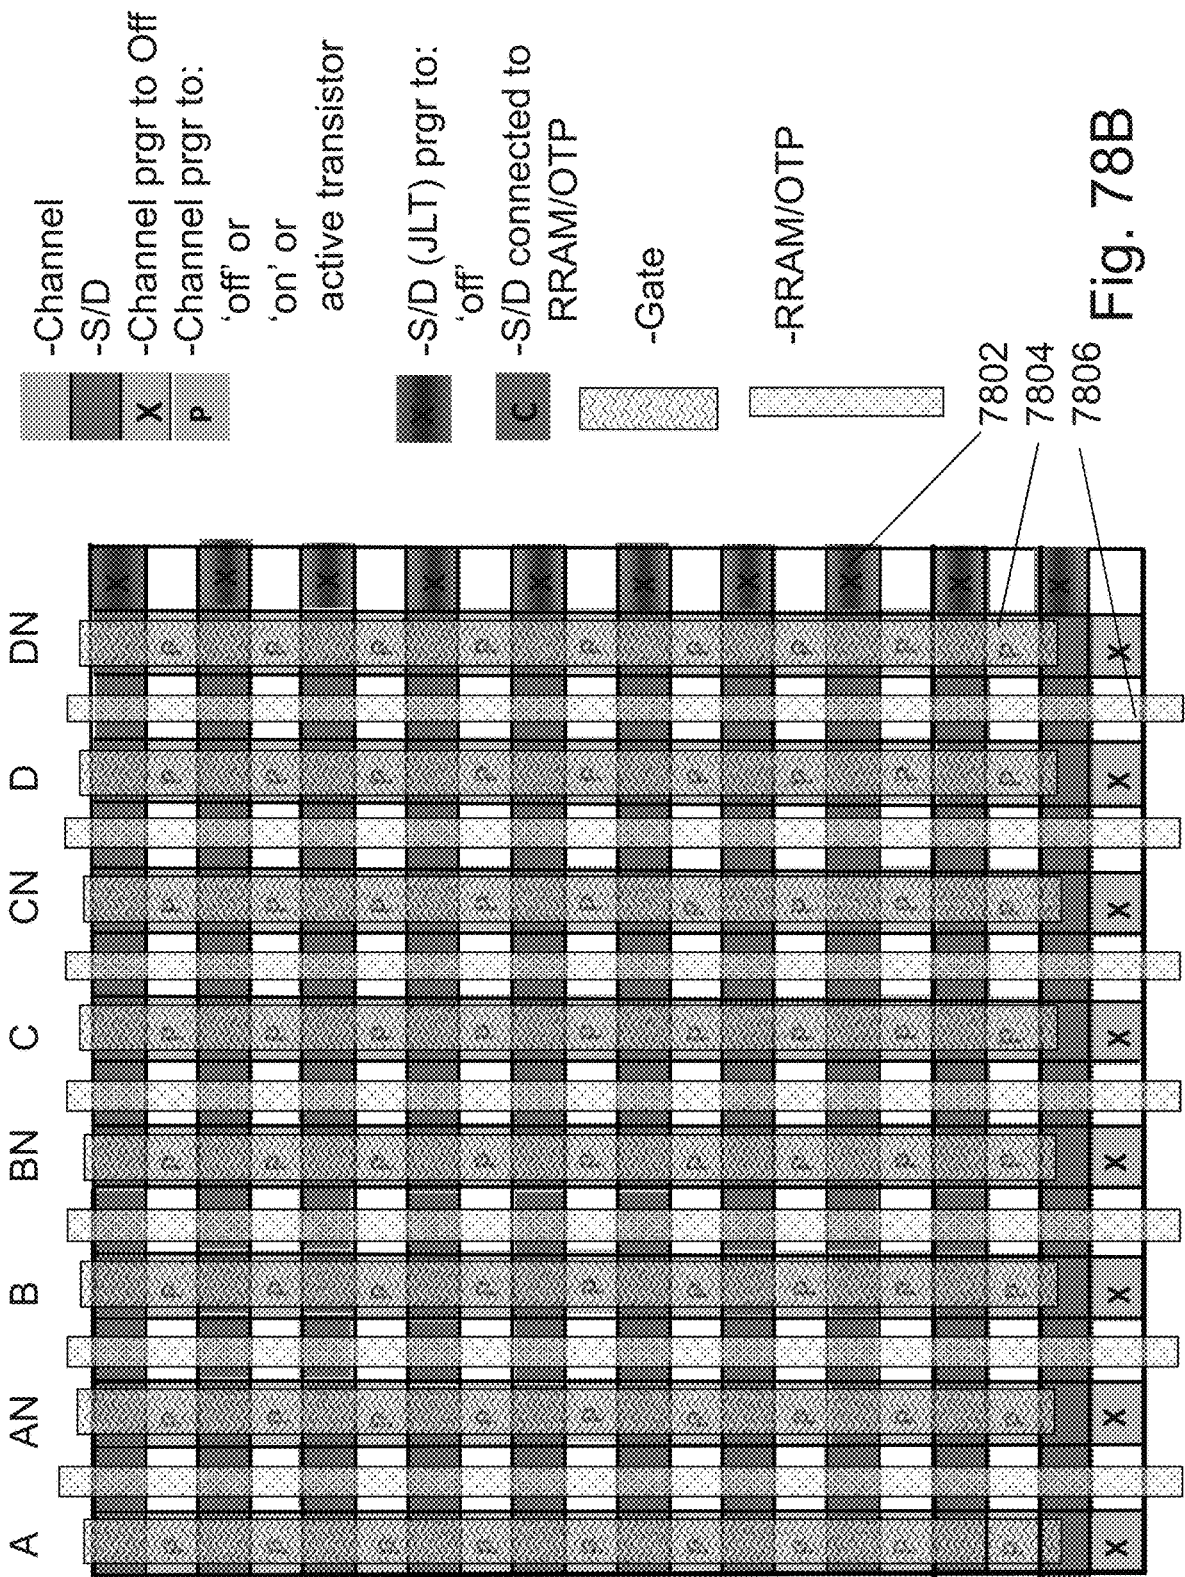 A AN B BN C CN D DN
X
X
X
X
X
X
X
X
X
X
P P P P P P P P
P P P P P P P P
P P P P P P P P
P P P P P P P P
P P P P P P P P
P P P P P P P P
P P P P P P P P
P P P P P P P P
P P P P P P P P
X X X X X X X X
-Channel
-S/D
X -Channel prgr to Off
P -Channel prgr to:
'off' or
'on' or
active transistor
X -S/D (JLT) prgr to:
'off'
C -S/D connected to
RRAM/OTP
-Gate
-RRAM/OTP
7802
7804
7806
Fig. 78B